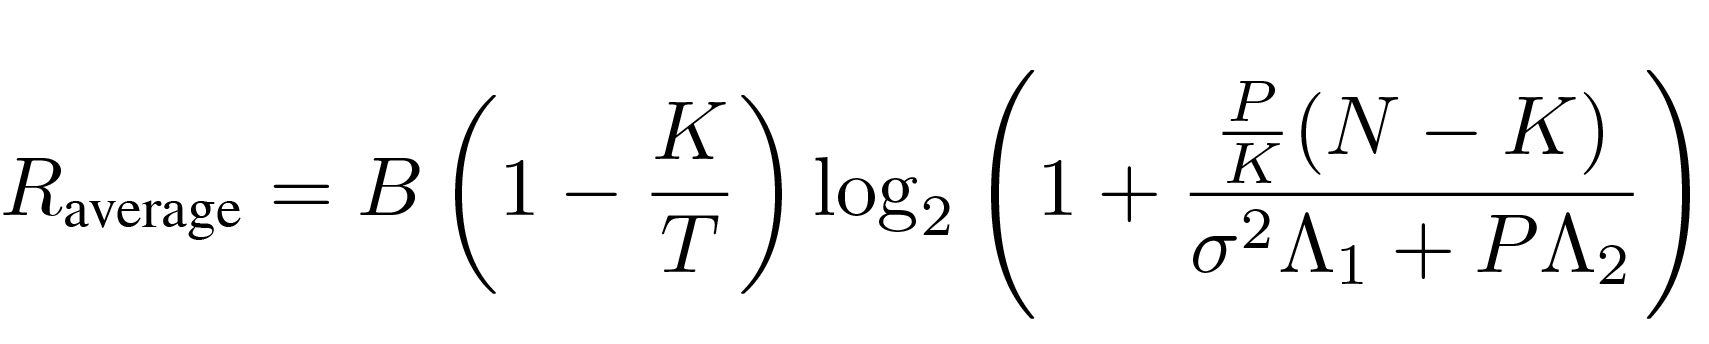 R_average = B (1 − K/T) log₂ (1 + (P/K (N − K)) / (σ²Λ₁ + PΛ₂))